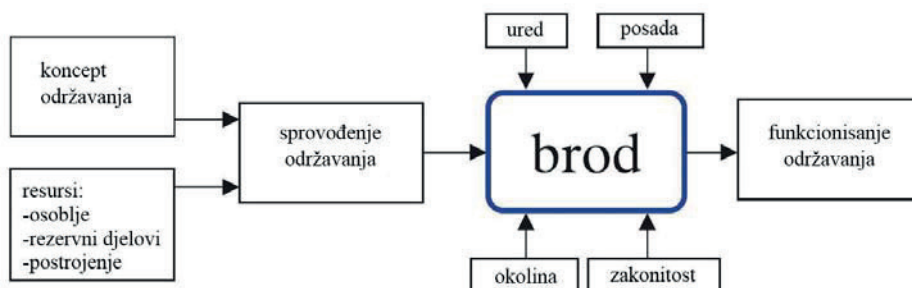 koncept
održavanja
resursi:
-osoblje
-rezervni djelovi
-postrojenje
sprovođenje
održavanja
ured
posada
brod
okolina
zakonitost
funkcionisanje
održavanja